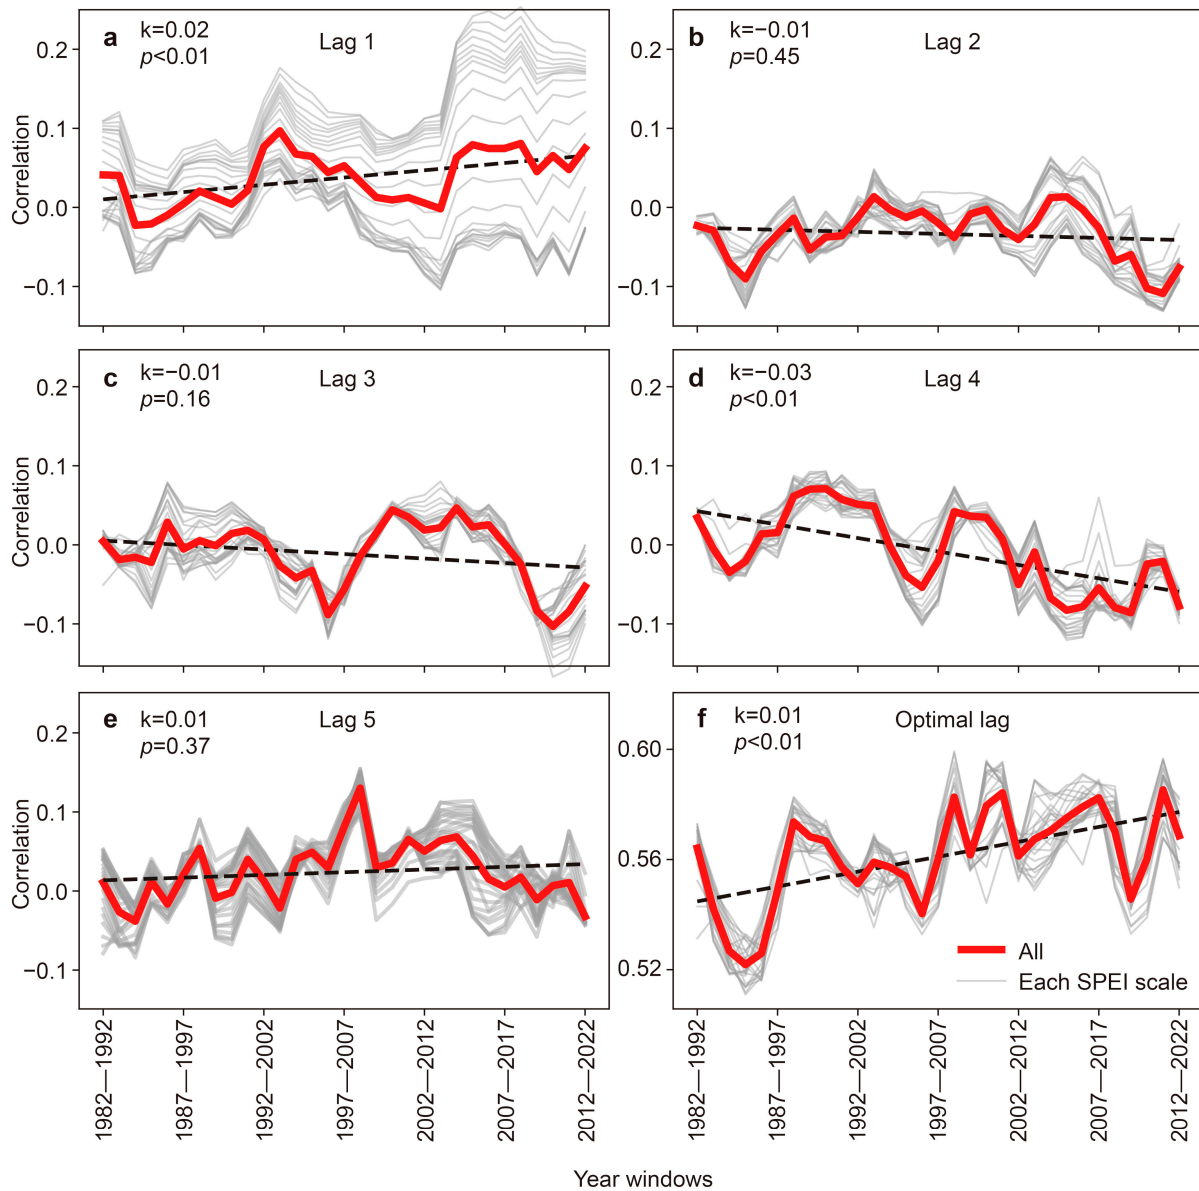 a
k=0.02
p<0.01
Lag 1
Correlation
0.2
0.1
0.0
−0.1
b
k=−0.01
p=0.45
Lag 2
0.2
0.1
0.0
−0.1
c
k=−0.01
p=0.16
Lag 3
Correlation
0.2
0.1
0.0
−0.1
d
k=−0.03
p<0.01
Lag 4
0.2
0.1
0.0
−0.1
e
k=0.01
p=0.37
Lag 5
Correlation
0.2
0.1
0.0
−0.1
f
k=0.01
p<0.01
Optimal lag
0.60
0.56
0.52
All
Each SPEI scale
1982—1992
1987—1997
1992—2002
1997—2007
2002—2012
2007—2017
2012—2022
1982—1992
1987—1997
1992—2002
1997—2007
2002—2012
2007—2017
2012—2022
Year windows